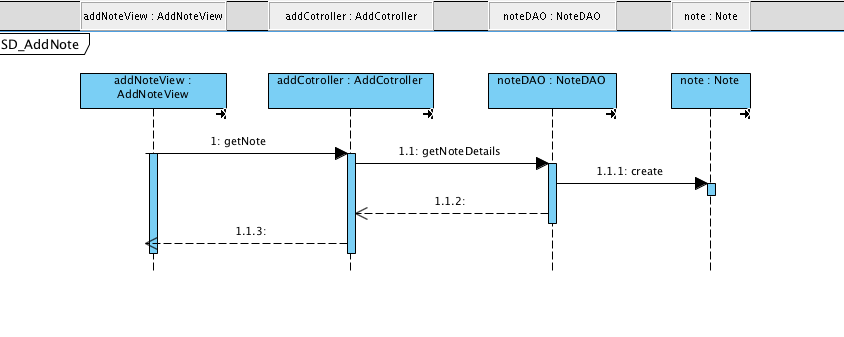 addNoteView : AddNoteView
addCotroller : AddCotroller
noteDAO : NoteDAO
note : Note
SD_AddNote
addNoteView :
AddNoteView
addCotroller : AddCotroller
noteDAO : NoteDAO
note : Note
1: getNote
1.1: getNoteDetails
1.1.1: create
1.1.2:
1.1.3: